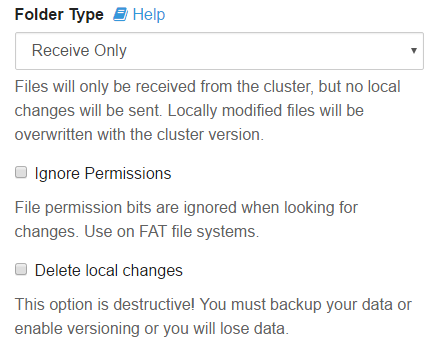 Folder Type Help
Receive Only
Files will only be received from the cluster, but no local
changes will be sent. Locally modified files will be
overwritten with the cluster version.
Ignore Permissions
File permission bits are ignored when looking for
changes. Use on FAT file systems.
Delete local changes
This option is destructive! You must backup your data or
enable versioning or you will lose data.